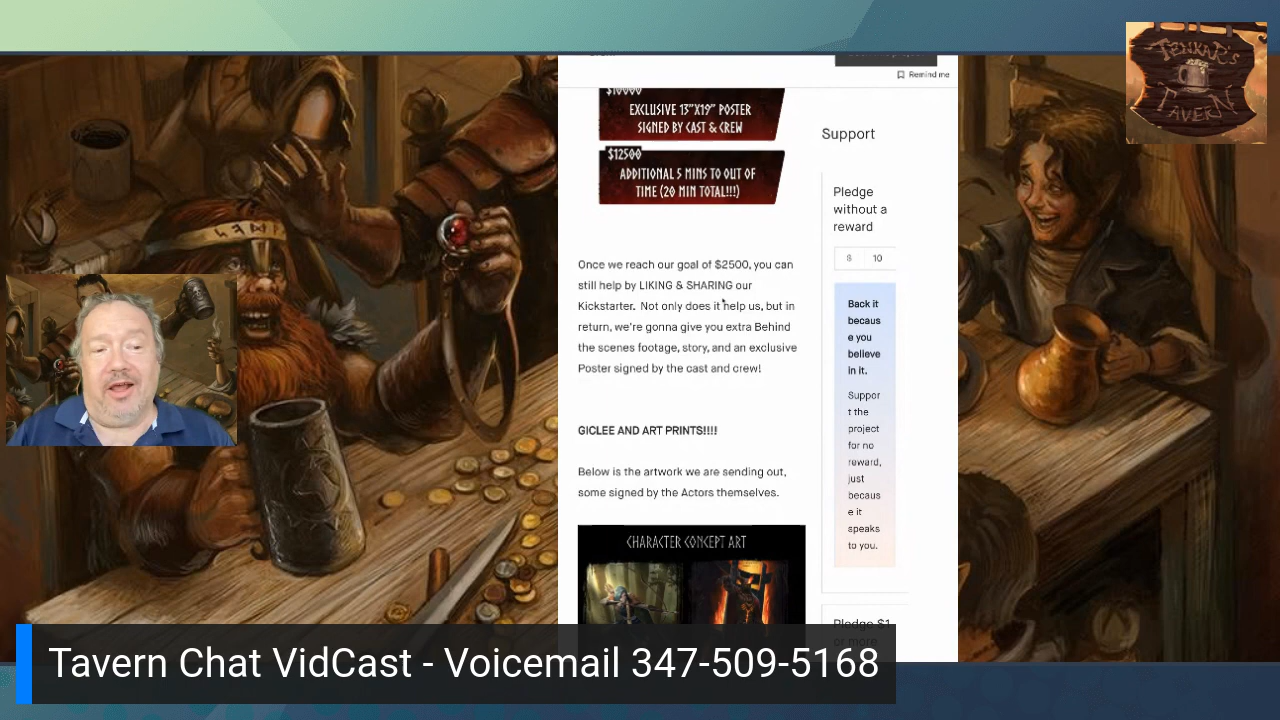 Remind me
TENKAR'S
TAVERN
$10000
EXCLUSIVE 13"X19" POSTER
SIGNED BY CAST & CREW
$12500
ADDITIONAL 5 MINS TO OUT OF
TIME (20 MIN TOTAL!!!)
Once we reach our goal of $2500, you can
still help by LIKING & SHARING our
Kickstarter. Not only does it help us, but in
return, we're gonna give you extra Behind
the scenes footage, story, and an exclusive
Poster signed by the cast and crew!
GICLEE AND ART PRINTS!!!!
Below is the artwork we are sending out,
some signed by the Actors themselves.
CHARACTER CONCEPT ART
Support
Pledge
without a
reward
$ 10
Back it
becaus
e you
believe
in it.
Suppor
t the
project
for no
reward,
just
becaus
e it
speaks
to you.
Pledge $1
or more
Tavern Chat VidCast - Voicemail 347-509-5168